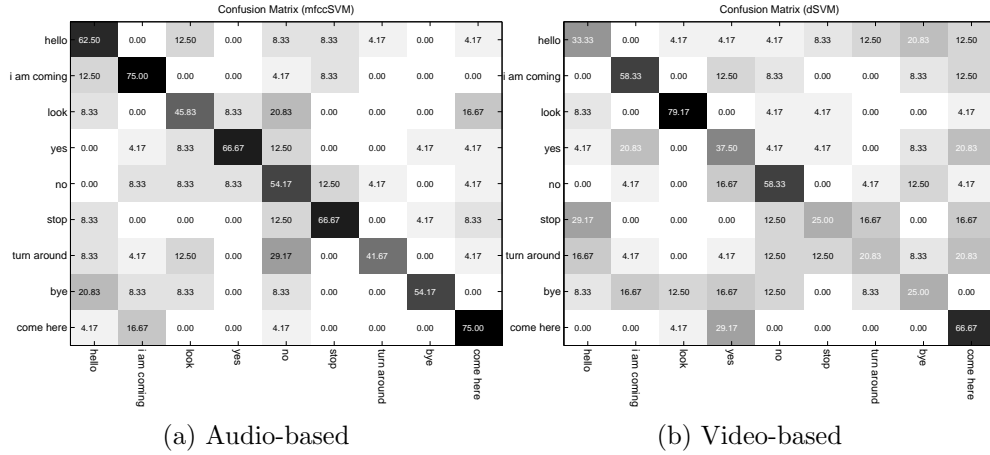 Confusion Matrix (mfccSVM)
hello 62.50 0.00 12.50 0.00 8.33 8.33 4.17 0.00 4.17
i am coming 12.50 75.00 0.00 0.00 4.17 8.33 0.00 0.00 0.00
look 8.33 0.00 45.83 8.33 20.83 0.00 0.00 0.00 16.67
yes 0.00 4.17 8.33 66.67 12.50 0.00 0.00 4.17 4.17
no 0.00 8.33 8.33 8.33 54.17 12.50 4.17 0.00 4.17
stop 8.33 0.00 0.00 0.00 12.50 66.67 0.00 4.17 8.33
turn around 8.33 4.17 12.50 0.00 29.17 0.00 41.67 0.00 4.17
bye 20.83 8.33 8.33 0.00 8.33 0.00 0.00 54.17 0.00
come here 4.17 16.67 0.00 0.00 4.17 0.00 0.00 0.00 75.00
hello i am coming look yes no stop turn around bye come here
(a) Audio-based
Confusion Matrix (dSVM)
hello 33.33 0.00 4.17 4.17 4.17 8.33 12.50 20.83 12.50
i am coming 0.00 58.33 0.00 12.50 8.33 0.00 0.00 8.33 12.50
look 8.33 0.00 79.17 0.00 4.17 4.17 0.00 0.00 4.17
yes 4.17 20.83 0.00 37.50 4.17 4.17 0.00 8.33 20.83
no 0.00 4.17 0.00 16.67 58.33 0.00 4.17 12.50 4.17
stop 29.17 0.00 0.00 0.00 12.50 25.00 16.67 0.00 16.67
turn around 16.67 4.17 0.00 4.17 12.50 12.50 20.83 8.33 20.83
bye 8.33 16.67 12.50 16.67 12.50 0.00 8.33 25.00 0.00
come here 0.00 0.00 4.17 29.17 0.00 0.00 0.00 0.00 66.67
hello i am coming look yes no stop turn around bye come here
(b) Video-based